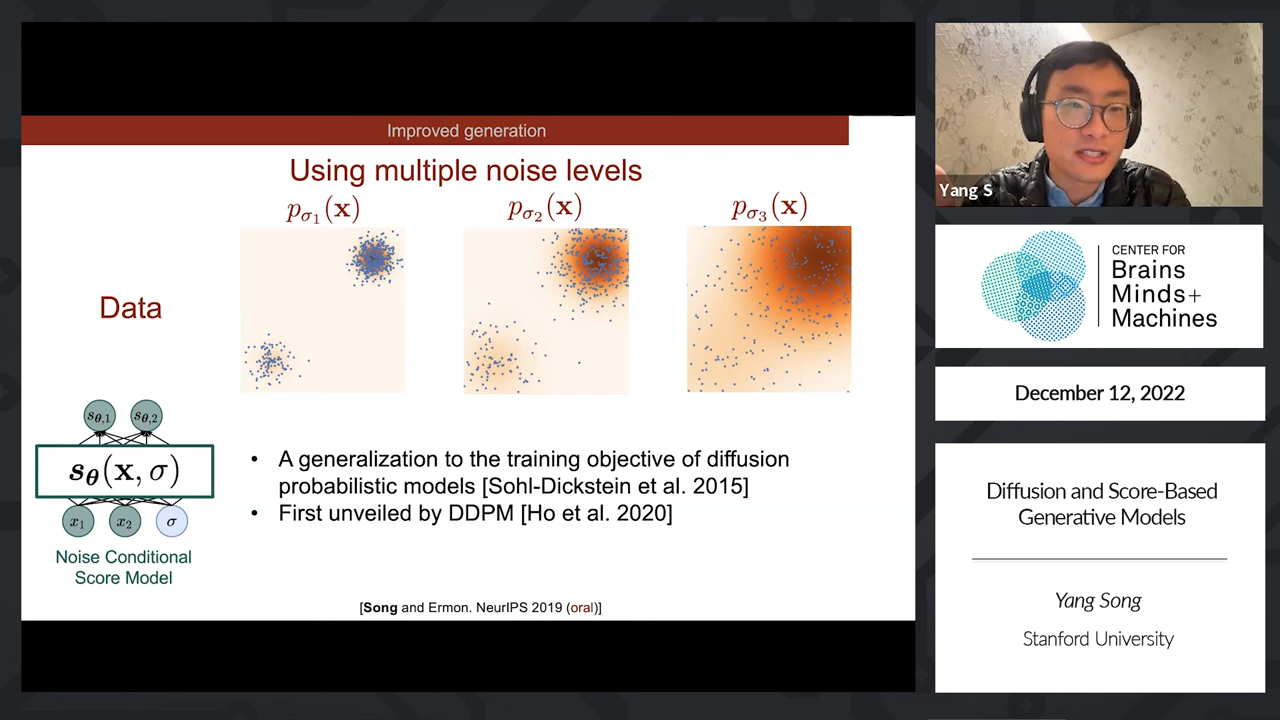 Improved generation
Using multiple noise levels
pσ₁(x) pσ₂(x) pσ₃(x)
Data
sθ,1 sθ,2
sθ(x, σ)
x₁ x₂ σ
Noise Conditional
Score Model
• A generalization to the training objective of diffusion
probabilistic models [Sohl-Dickstein et al. 2015]
• First unveiled by DDPM [Ho et al. 2020]
[Song and Ermon. NeurIPS 2019 (oral)]
Yang S
CENTER FOR
Brains
Minds+
Machines
December 12, 2022
Diffusion and Score-Based
Generative Models
Yang Song
Stanford University